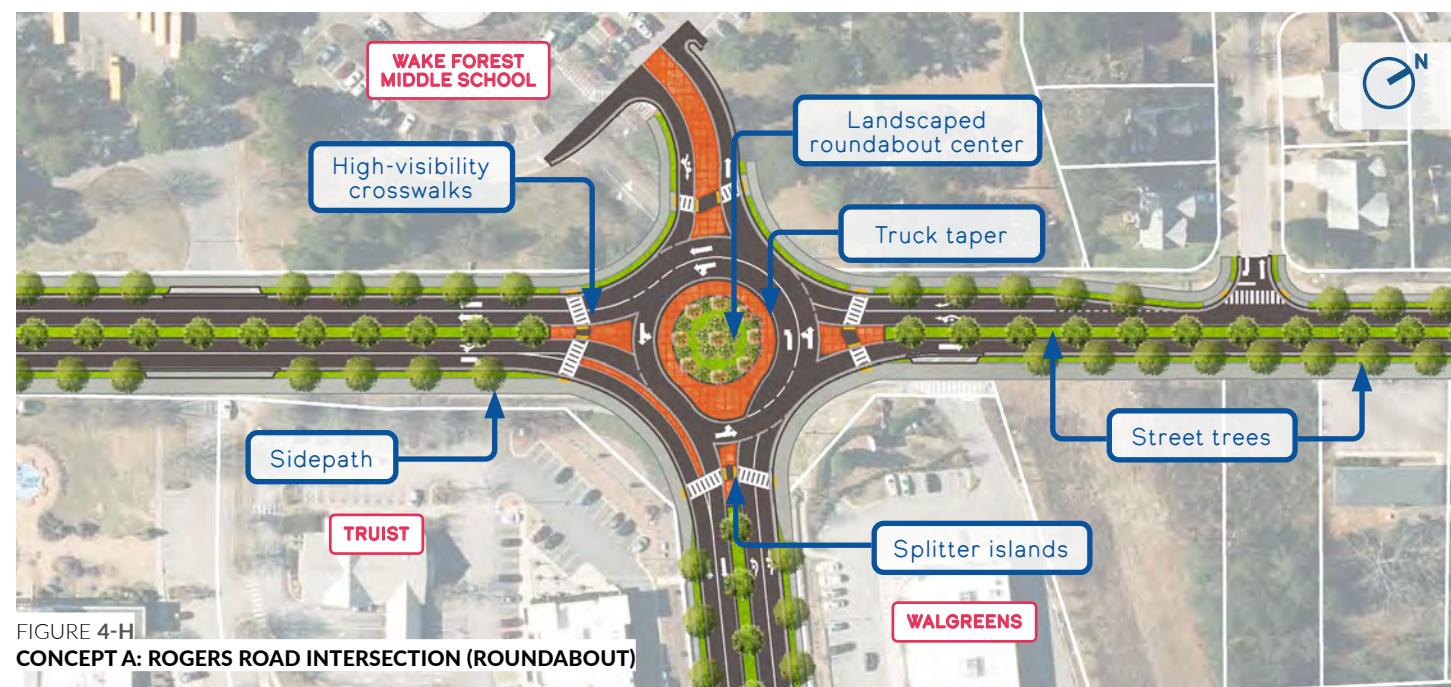 WAKE FOREST
MIDDLE SCHOOL
N
High-visibility
crosswalks
Landscaped
roundabout center
Truck taper
Sidepath
Street trees
TRUIST
Splitter islands
WALGREENS
FIGURE 4-H
CONCEPT A: ROGERS ROAD INTERSECTION (ROUNDABOUT)